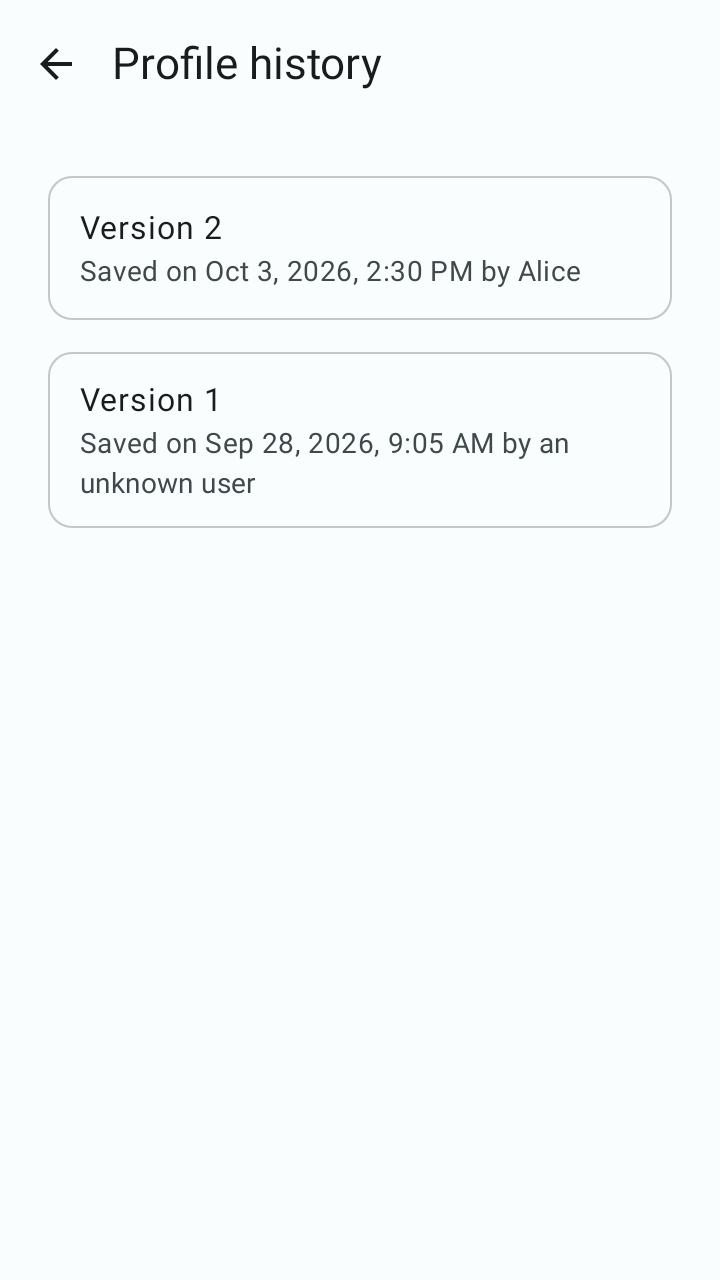 Profile history
Version 2
Saved on Oct 3, 2026, 2:30 PM by Alice
Version 1
Saved on Sep 28, 2026, 9:05 AM by an
unknown user